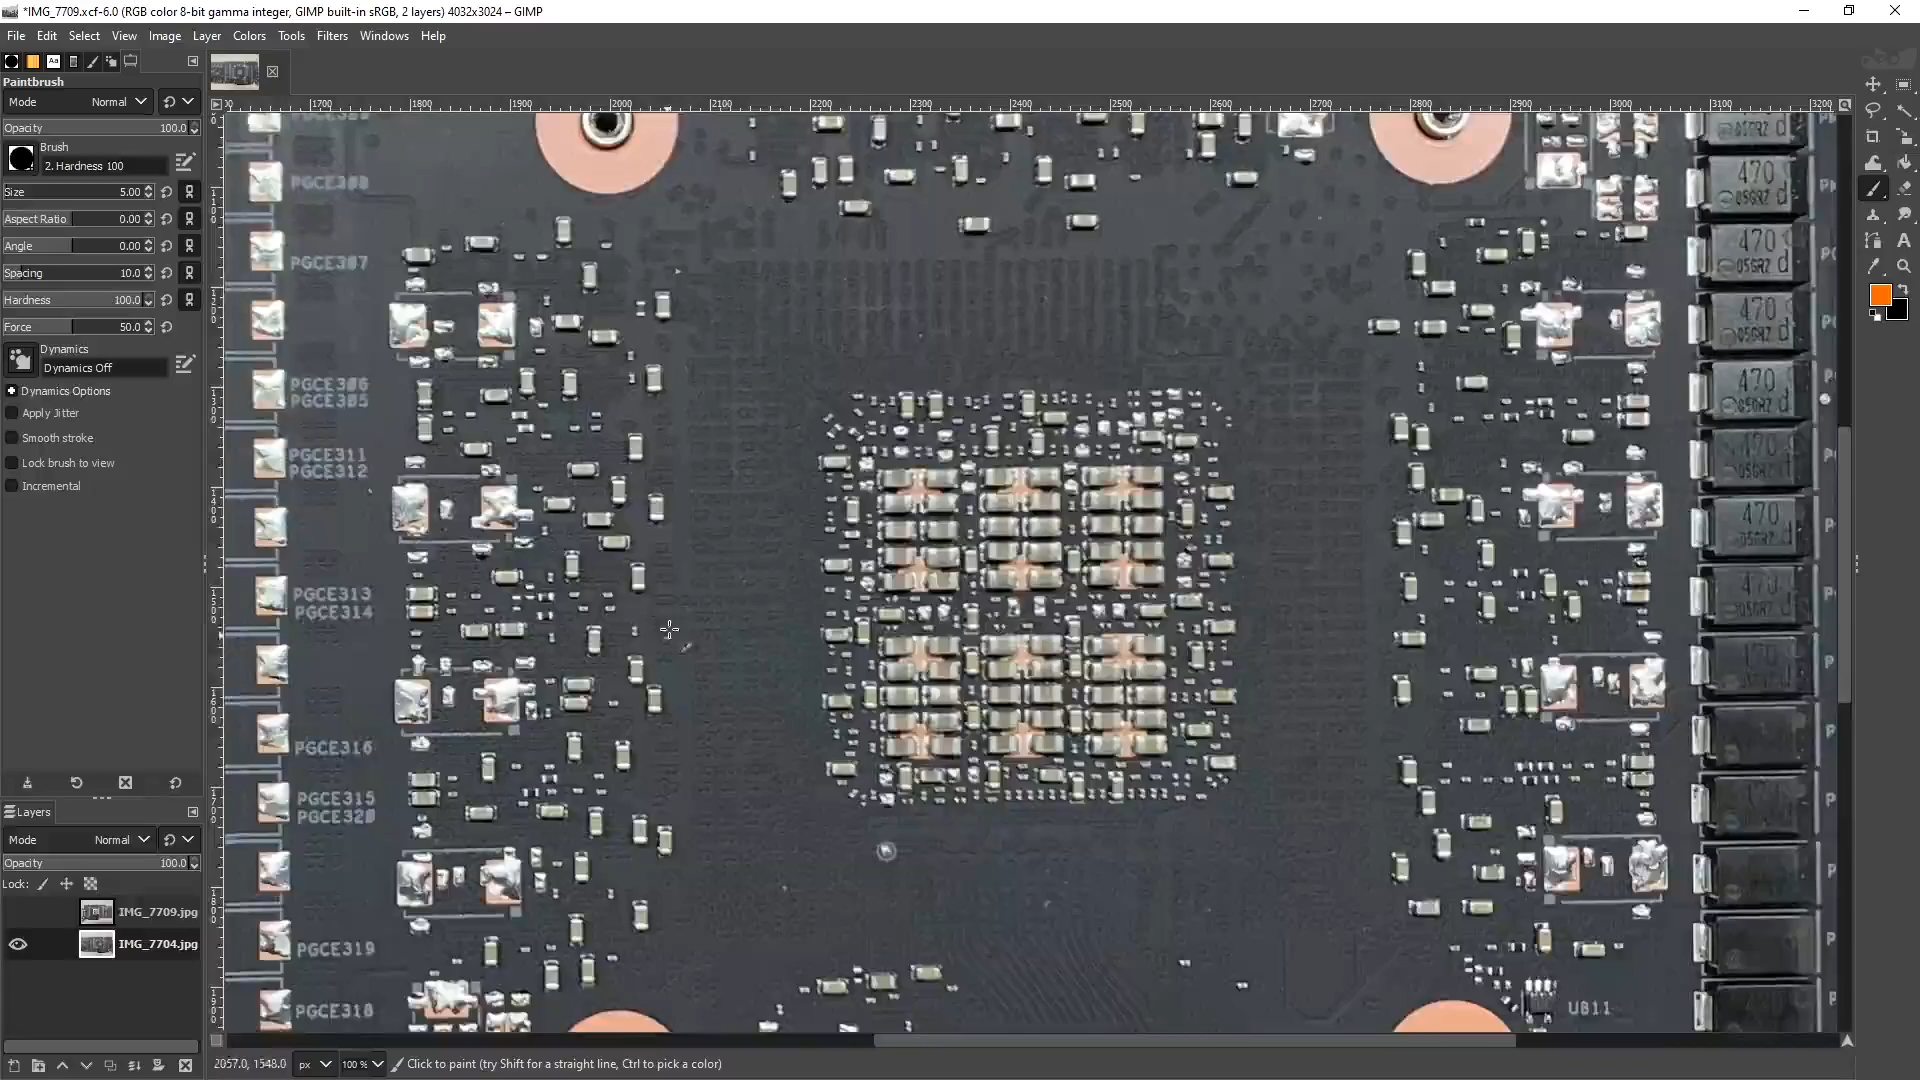 *IMG_7709.xcf-6.0 (RGB color 8-bit gamma integer, GIMP built-in sRGB, 2 layers) 4032x3024 – GIMP
File Edit Select View Image Layer Colors Tools Filters Windows Help
Paintbrush
Mode Normal
Opacity 100.0
Brush
2. Hardness 100
Size 5.00
Aspect Ratio 0.00
Angle 0.00
Spacing 10.0
Hardness 100.0
Force 50.0
Dynamics
Dynamics Off
Dynamics Options
Apply Jitter
Smooth stroke
Lock brush to view
Incremental
Layers
Mode Normal
Opacity 100.0
Lock:
IMG_7709.jpg
IMG_7704.jpg
1700 1800 1900 2000 2100 2200 2300 2400 2500 2600 2700 2800 2900 3000 3100 3200
PGCE308
PGCE307
PGCE306
PGCE305
PGCE311
PGCE312
PGCE313
PGCE314
PGCE316
PGCE315
PGCE320
PGCE319
PGCE318
470
470
470
470
470
470
UB11
2057.0, 1548.0 px 100 % Click to paint (try Shift for a straight line, Ctrl to pick a color)